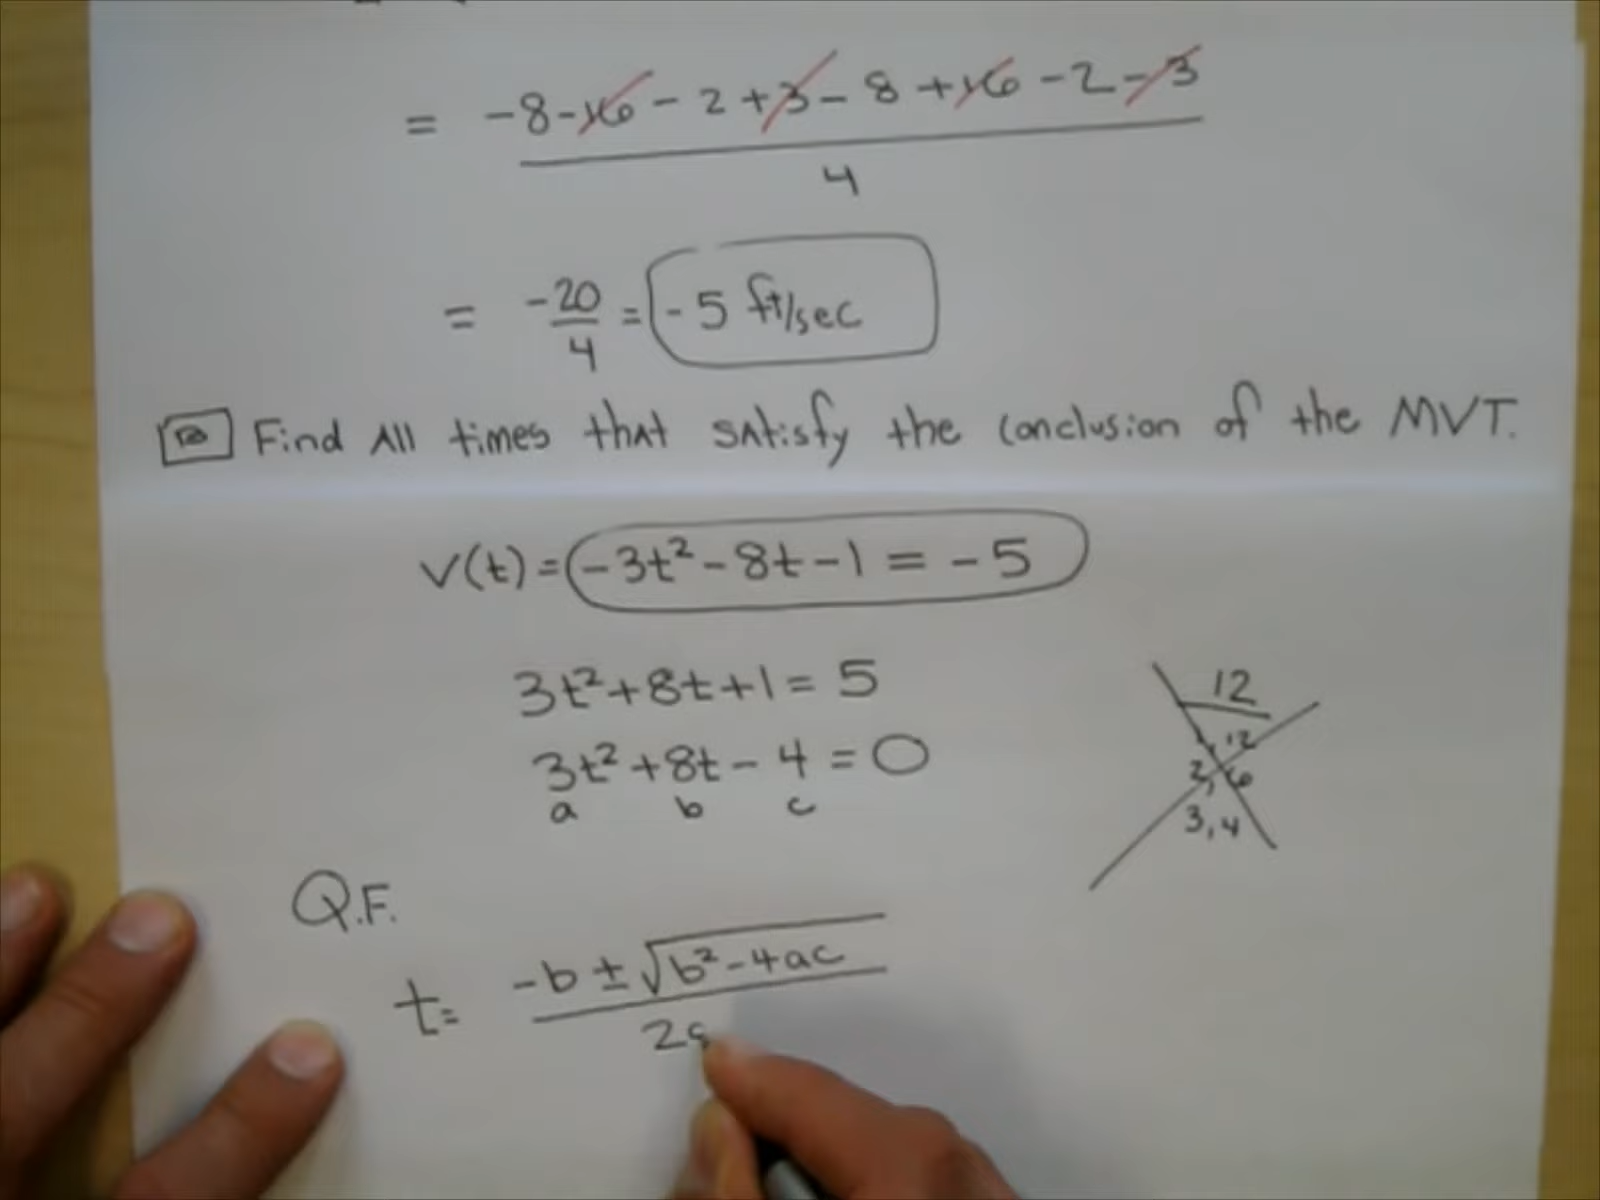 = -8-16-2+3-8+16-2-3
4
= -20/4 = -5 ft/sec
B Find All times that satisfy the conclusion of the MVT.
v(t)= -3t²-8t-1 = -5
3t²+8t+1 = 5
3t²+8t-4 = 0
a b c
12
1,12
2,6
3,4
Q.F.
t= -b ± √b²-4ac
2a